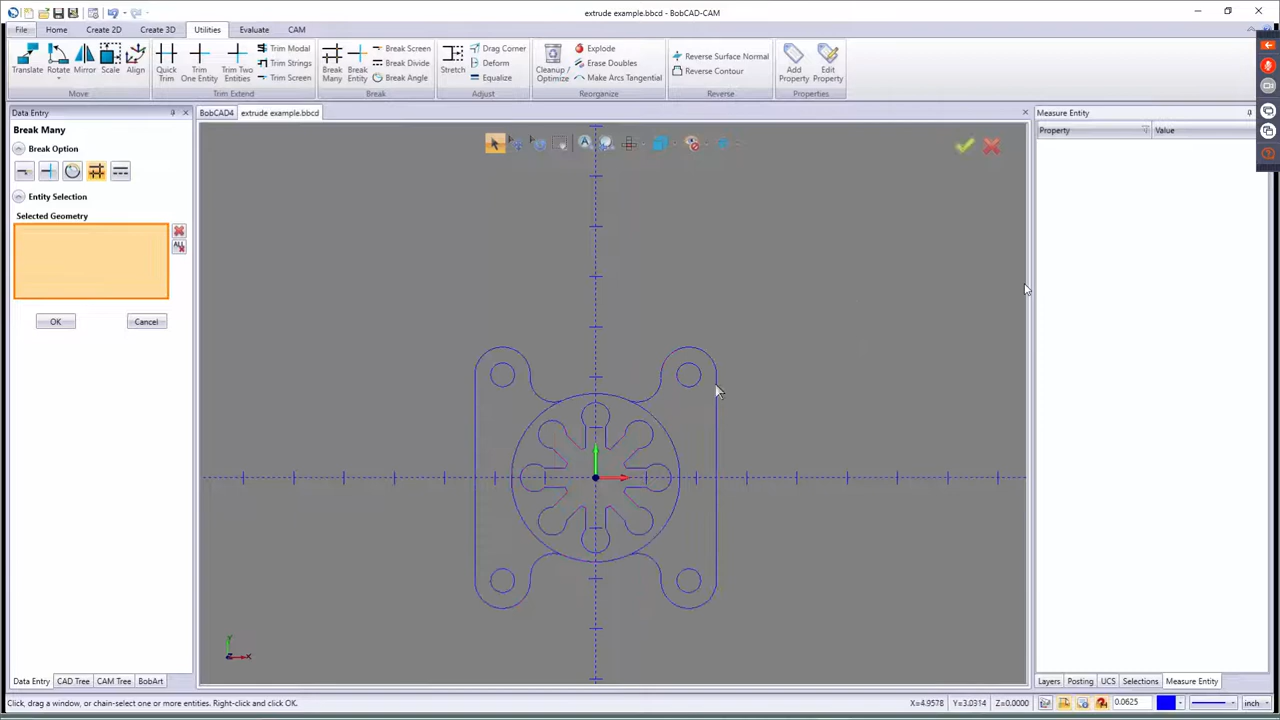 extrude example.bbcd - BobCAD-CAM
File Home Create 2D Create 3D Utilities Evaluate CAM
Translate Rotate Mirror Scale Align
Move
Quick Trim
Trim One Entity
Trim Two Entities
Trim Modal
Trim Strings
Trim Screen
Trim Extend
Break Many
Break Entity
Break Screen
Break Divide
Break Angle
Break
Stretch
Drag Corner
Deform
Equalize
Adjust
Cleanup / Optimize
Explode
Erase Doubles
Make Arcs Tangential
Reorganize
Reverse Surface Normal
Reverse Contour
Reverse
Add Property
Edit Property
Properties
Data Entry
BobCAD4 extrude example.bbcd
Measure Entity
Property Value
Break Many
Break Option
Entity Selection
Selected Geometry
ALL
OK Cancel
Y
X
Data Entry CAD Tree CAM Tree BobArt
Layers Posting UCS Selections Measure Entity
Click, drag a window, or chain-select one or more entities. Right-click and click OK.
X=4.9578 Y=3.0314 Z=0.0000 0.0625 inch